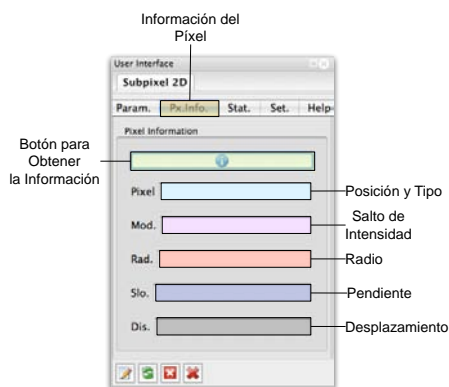 Información del
Píxel
User Interface
Subpixel 2D
Param. Px.Info. Stat. Set. Help
Pixel Information
Botón para
Obtener
la Información
Pixel
Posición y Tipo
Mod.
Salto de
Intensidad
Rad.
Radio
Slo.
Pendiente
Dis.
Desplazamiento